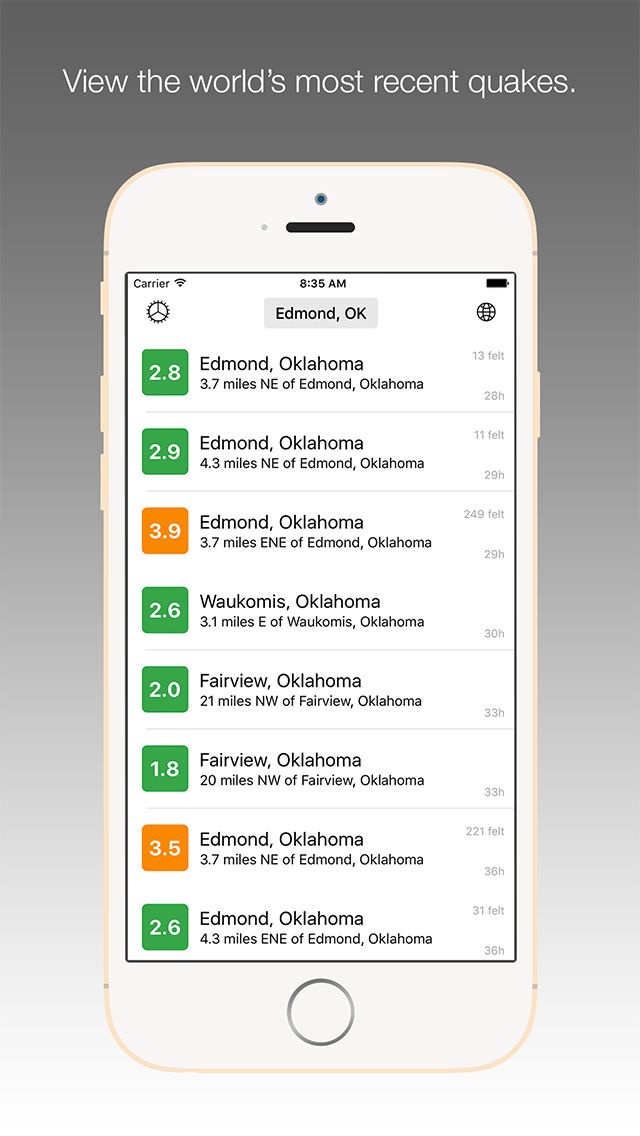 View the world's most recent quakes.
Carrier
8:35 AM
Edmond, OK
2.8
Edmond, Oklahoma
3.7 miles NE of Edmond, Oklahoma
13 felt
28h
2.9
Edmond, Oklahoma
4.3 miles NE of Edmond, Oklahoma
11 felt
29h
3.9
Edmond, Oklahoma
3.7 miles ENE of Edmond, Oklahoma
249 felt
29h
2.6
Waukomis, Oklahoma
3.1 miles E of Waukomis, Oklahoma
30h
2.0
Fairview, Oklahoma
21 miles NW of Fairview, Oklahoma
33h
1.8
Fairview, Oklahoma
20 miles NW of Fairview, Oklahoma
33h
3.5
Edmond, Oklahoma
3.7 miles NE of Edmond, Oklahoma
221 felt
36h
2.6
Edmond, Oklahoma
4.3 miles ENE of Edmond, Oklahoma
31 felt
36h